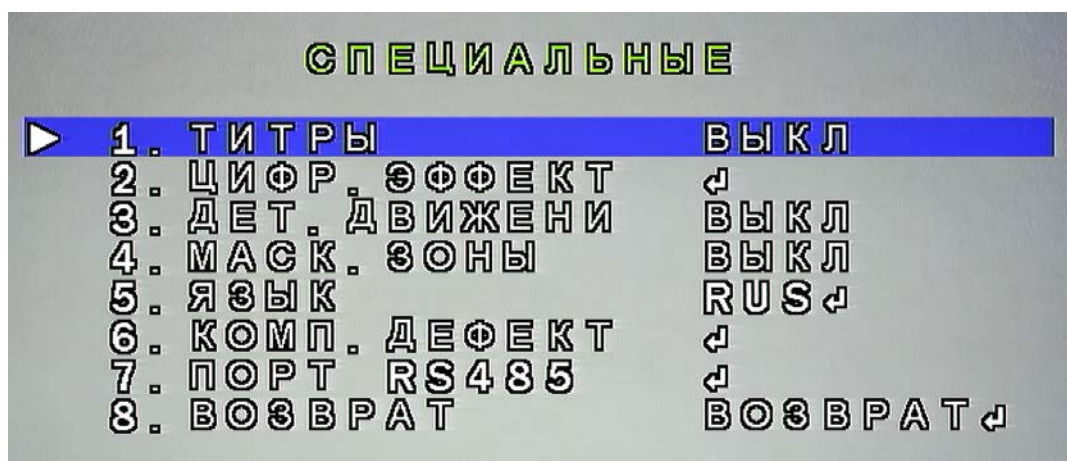 СПЕЦИАЛЬНЫЕ
1. ТИТРЫ ВЫКЛ
2. ЦИФР. ЭФФЕКТ ↲
3. ДЕТ. ДВИЖЕНИ ВЫКЛ
4. МАСК. ЗОНЫ ВЫКЛ
5. ЯЗЫК RUS↲
6. КОМП. ДЕФЕКТ ↲
7. ПОРТ RS485 ↲
8. ВОЗВРАТ ВОЗВРАТ↲